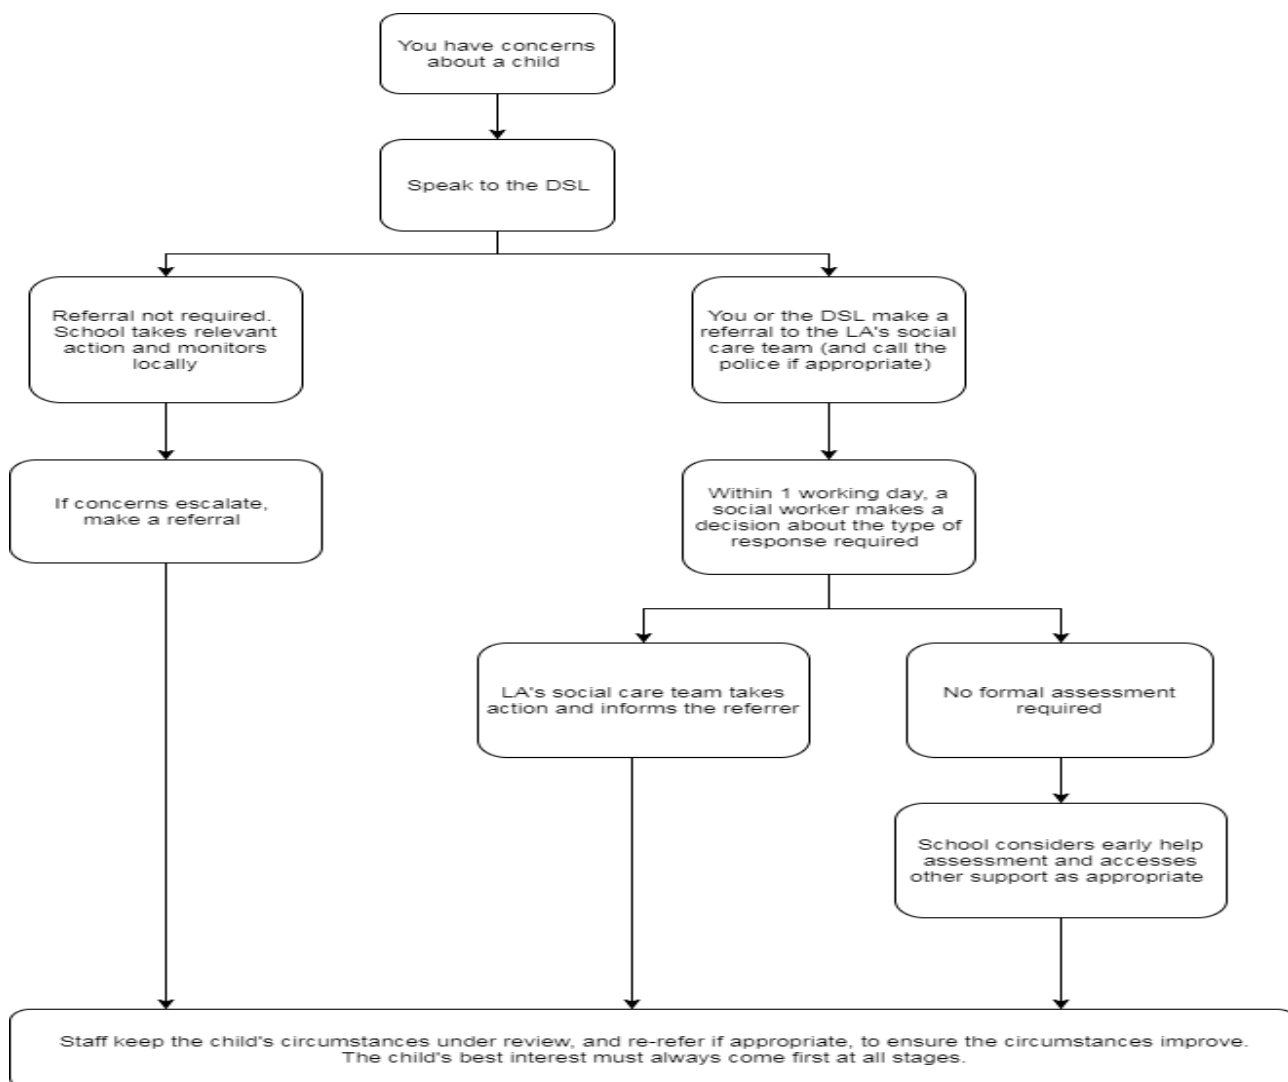 You have concerns
about a child
Speak to the DSL
Referral not required.
School takes relevant
action and monitors
locally
You or the DSL make a
referral to the LA's social
care team (and call the
police if appropriate)
If concerns escalate,
make a referral
Within 1 working day, a
social worker makes a
decision about the type of
response required
LA's social care team takes
action and informs the referrer
No formal assessment
required
School considers early help
assessment and accesses
other support as appropriate
Staff keep the child's circumstances under review, and re-refer if appropriate, to ensure the circumstances improve.
The child's best interest must always come first at all stages.